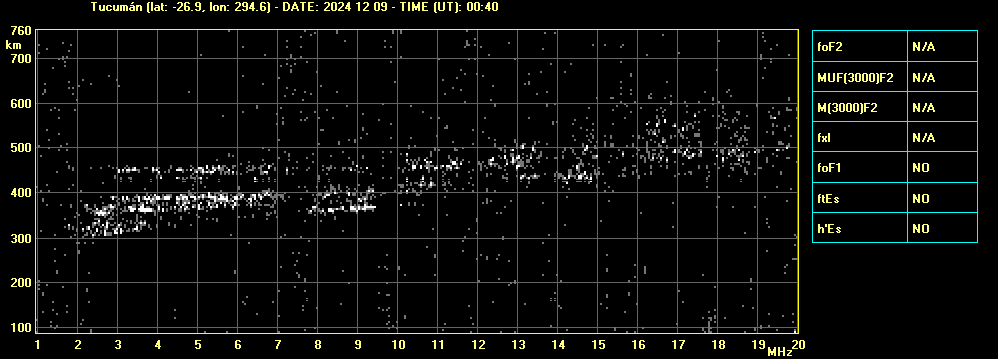 Tucumán (lat: -26.9, lon: 294.6) - DATE: 2024 12 09 - TIME (UT): 00:40
760
km
700
600
500
400
300
200
100
1 2 3 4 5 6 7 8 9 10 11 12 13 14 15 16 17 18 19 20
MHz
foF2 N/A
MUF(3000)F2 N/A
M(3000)F2 N/A
fxI N/A
foF1 NO
ftEs NO
h'Es NO